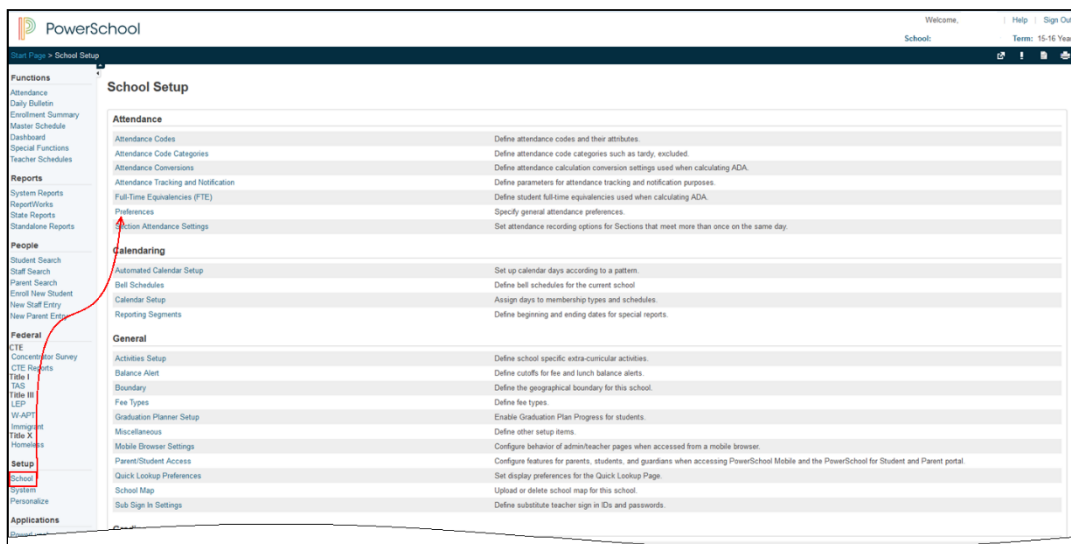 PowerSchool
Welcome,
Help
Sign Out
School:
Term: 15-16 Year
Start Page > School Setup
Functions
Attendance
Daily Bulletin
Enrollment Summary
Master Schedule
Dashboard
Special Functions
Teacher Schedules
Reports
System Reports
ReportWorks
State Reports
Standalone Reports
People
Student Search
Staff Search
Parent Search
Enroll New Student
New Staff Entry
New Parent Entry
Federal
CTE
Concentrator Survey
CTE Reports
Title I
TAS
Title III
LEP
W-APT
Immigrant
Title X
Homeless
Setup
School
System
Personalize
Applications
School Setup
Attendance
Attendance Codes Define attendance codes and their attributes.
Attendance Code Categories Define attendance code categories such as tardy, excluded.
Attendance Conversions Define attendance calculation conversion settings used when calculating ADA.
Attendance Tracking and Notification Define parameters for attendance tracking and notification purposes.
Full-Time Equivalencies (FTE) Define student full-time equivalencies used when calculating ADA.
Preferences Specify general attendance preferences.
Section Attendance Settings Set attendance recording options for Sections that meet more than once on the same day.
Calendaring
Automated Calendar Setup Set up calendar days according to a pattern.
Bell Schedules Define bell schedules for the current school
Calendar Setup Assign days to membership types and schedules.
Reporting Segments Define beginning and ending dates for special reports.
General
Activities Setup Define school specific extra-curricular activities.
Balance Alert Define cutoffs for fee and lunch balance alerts.
Boundary Define the geographical boundary for this school.
Fee Types Define fee types.
Graduation Planner Setup Enable Graduation Plan Progress for students.
Miscellaneous Define other setup items.
Mobile Browser Settings Configure behavior of admin/teacher pages when accessed from a mobile browser.
Parent/Student Access Configure features for parents, students, and guardians when accessing PowerSchool Mobile and the PowerSchool for Student and Parent portal.
Quick Lookup Preferences Set display preferences for the Quick Lookup Page.
School Map Upload or delete school map for this school.
Sub Sign In Settings Define substitute teacher sign in IDs and passwords.